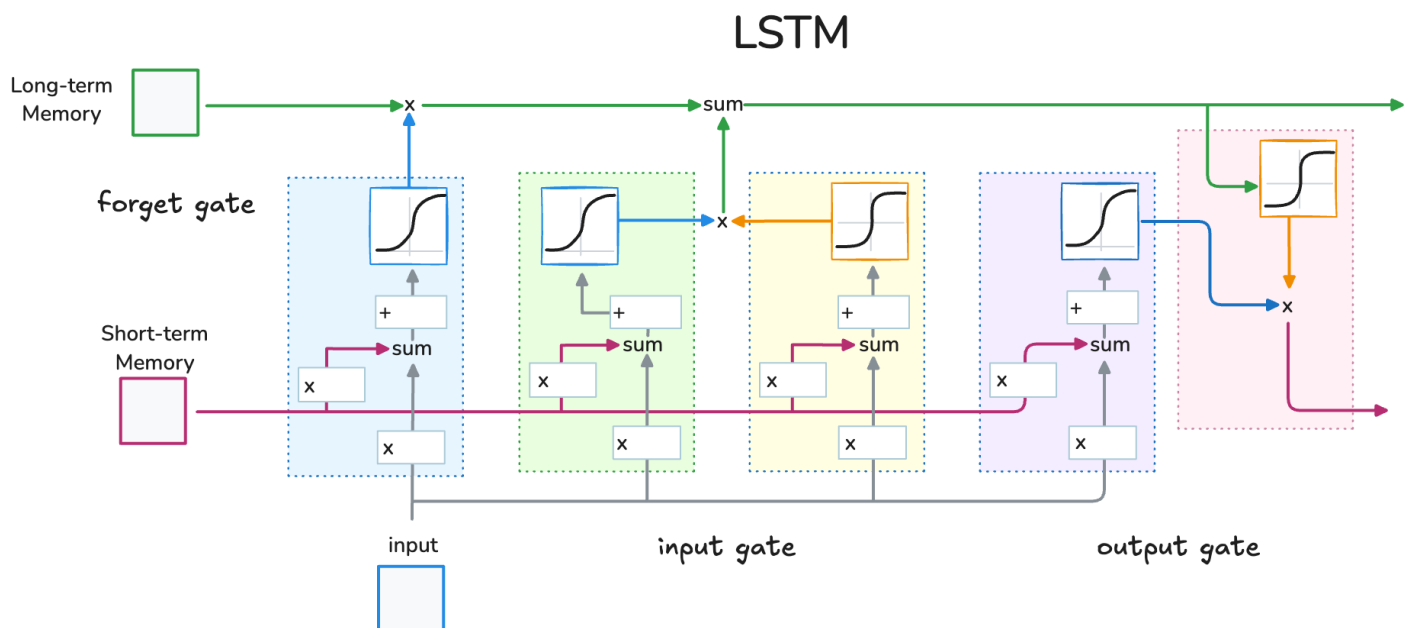 LSTM
Long-term
Memory
x
sum
forget gate
x
+
+
+
+
x
Short-term
Memory
sum
sum
sum
sum
x
x
x
x
x
x
x
x
input
input gate
output gate